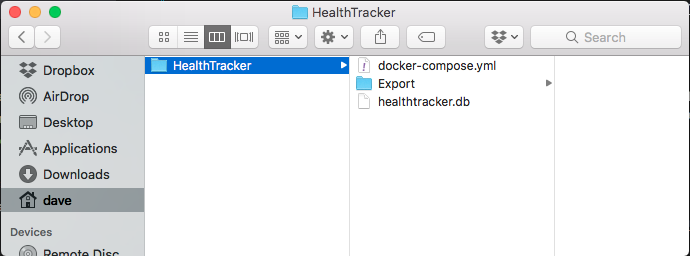 HealthTracker
Search
Dropbox
AirDrop
Desktop
Applications
Downloads
dave
Devices
Remote Disc
HealthTracker
docker-compose.yml
Export
healthtracker.db